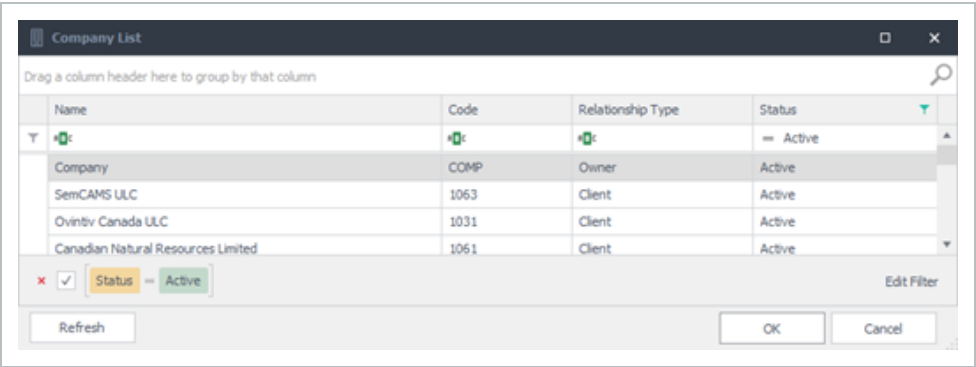 Company List
Drag a column header here to group by that column
Name Code Relationship Type Status
= Active
Company COMP Owner Active
SemCAMS ULC 1063 Client Active
Ovintiv Canada ULC 1031 Client Active
Canadian Natural Resources Limited 1061 Client Active
Status = Active Edit Filter
Refresh OK Cancel